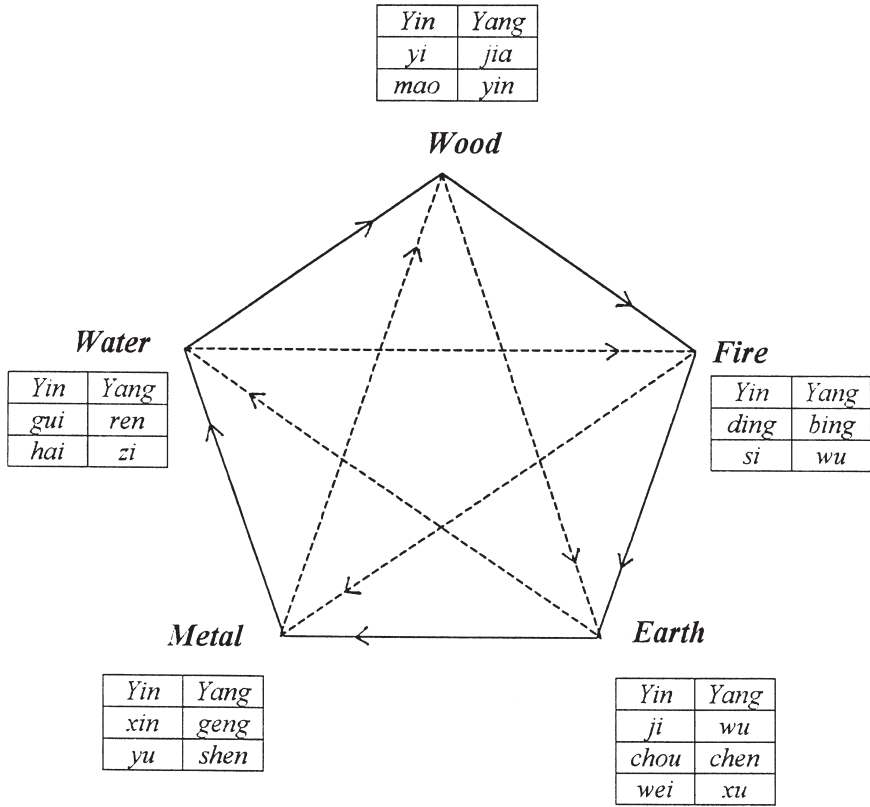 Yin Yang
yi jia
mao yin
Wood
Water
Yin Yang
gui ren
hai zi
Fire
Yin Yang
ding bing
si wu
Metal
Yin Yang
xin geng
yu shen
Earth
Yin Yang
ji wu
chou chen
wei xu